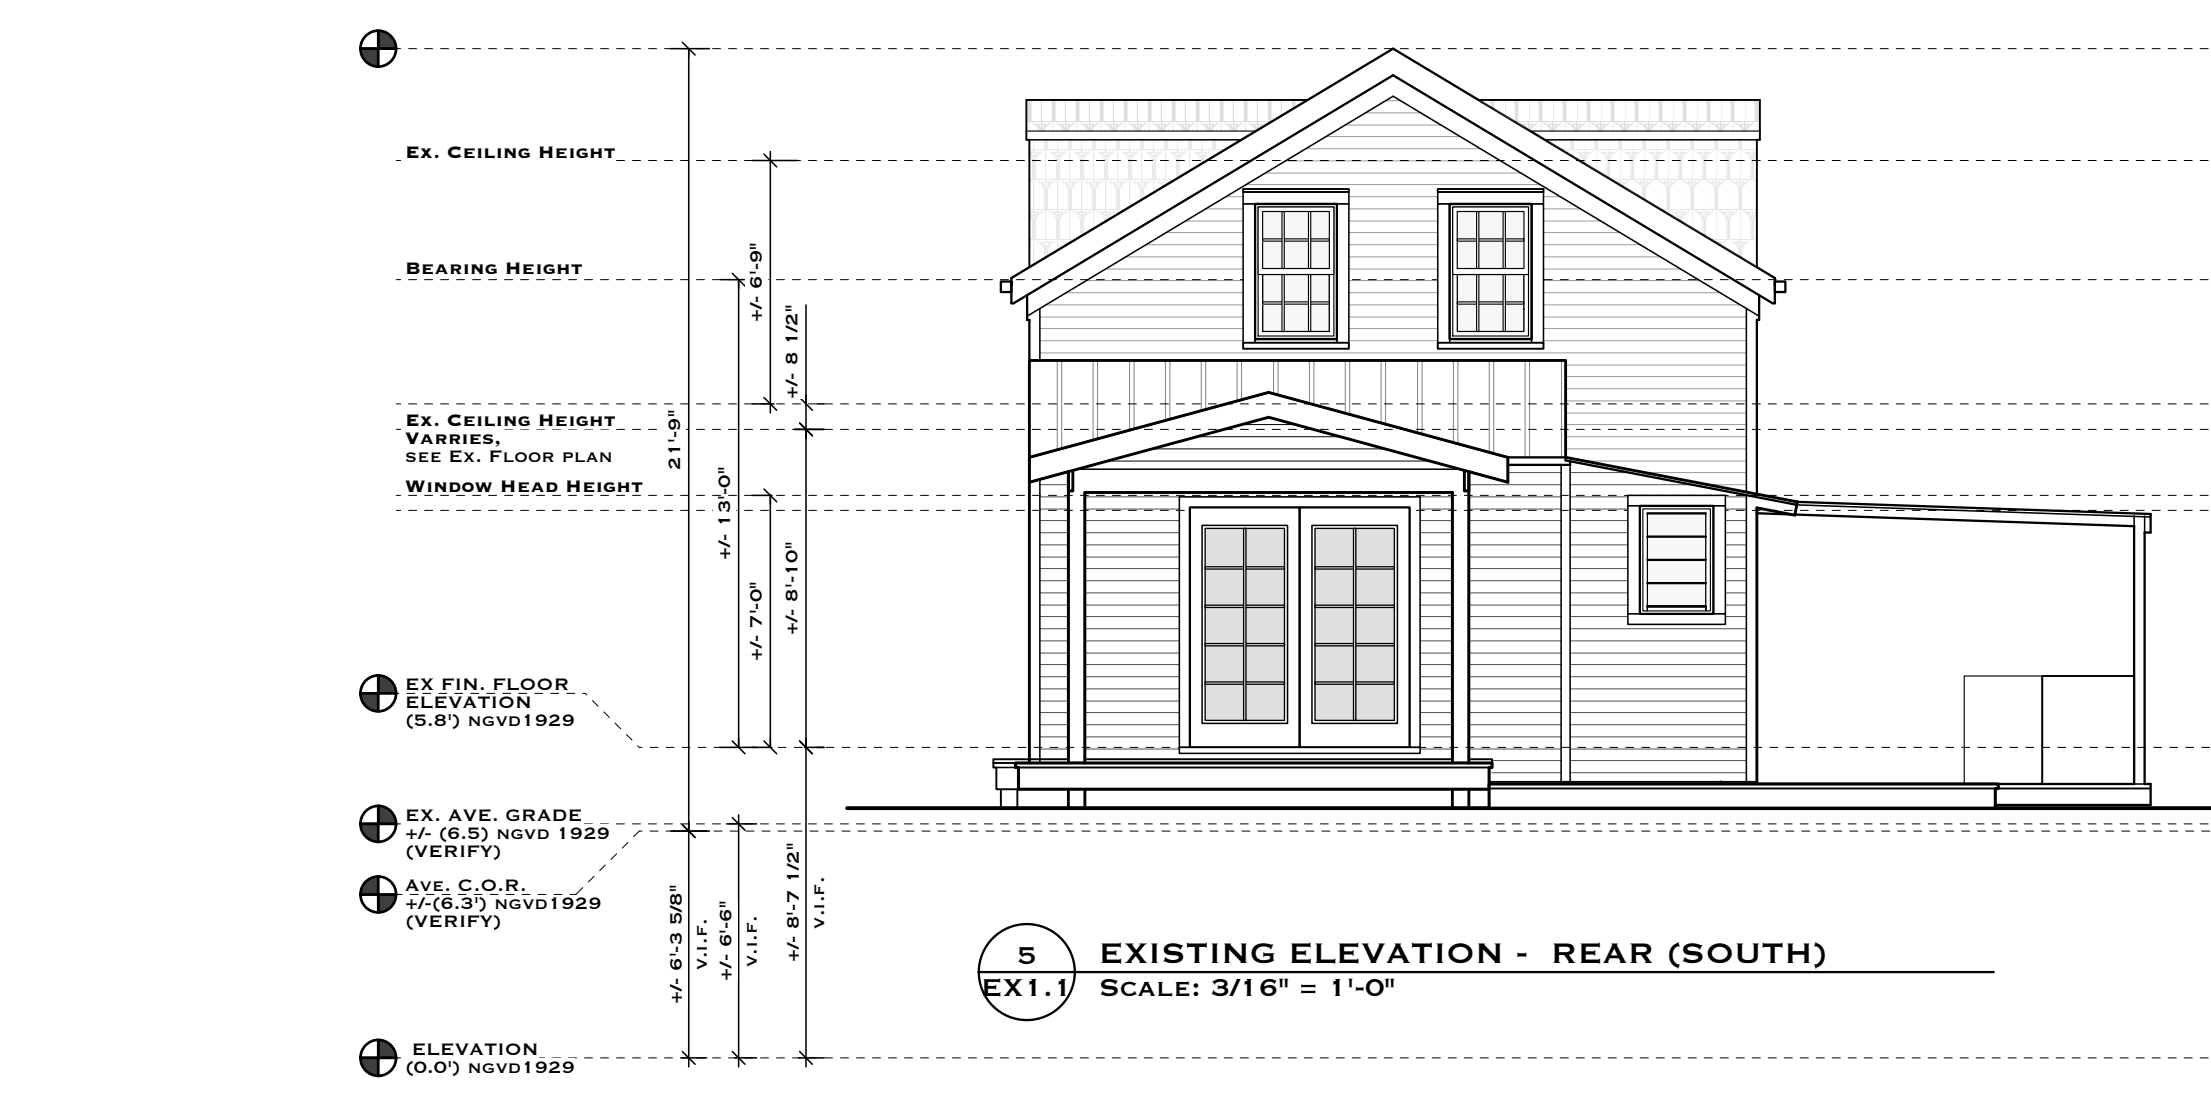 Ex. Ceiling Height
Bearing Height
Ex. Ceiling Height
Varries,
see Ex. Floor plan
Window Head Height
EX FIN. FLOOR
ELEVATION
(5.8') NGVD1929
EX. AVE. GRADE
+/- (6.5) NGVD 1929
(VERIFY)
Ave. C.O.R.
+/-(6.3') NGVD1929
(VERIFY)
ELEVATION
(0.0') NGVD1929
21'-9"
+/- 13'-0"
+/- 6'-9"
+/- 8 1/2"
+/- 7'-0"
+/- 8'-10"
+/- 6'-3 5/8"
V.I.F.
+/- 6'-6"
V.I.F.
+/- 8'-7 1/2"
V.I.F.
5
EX1.1
EXISTING ELEVATION - REAR (SOUTH)
Scale: 3/16" = 1'-0"